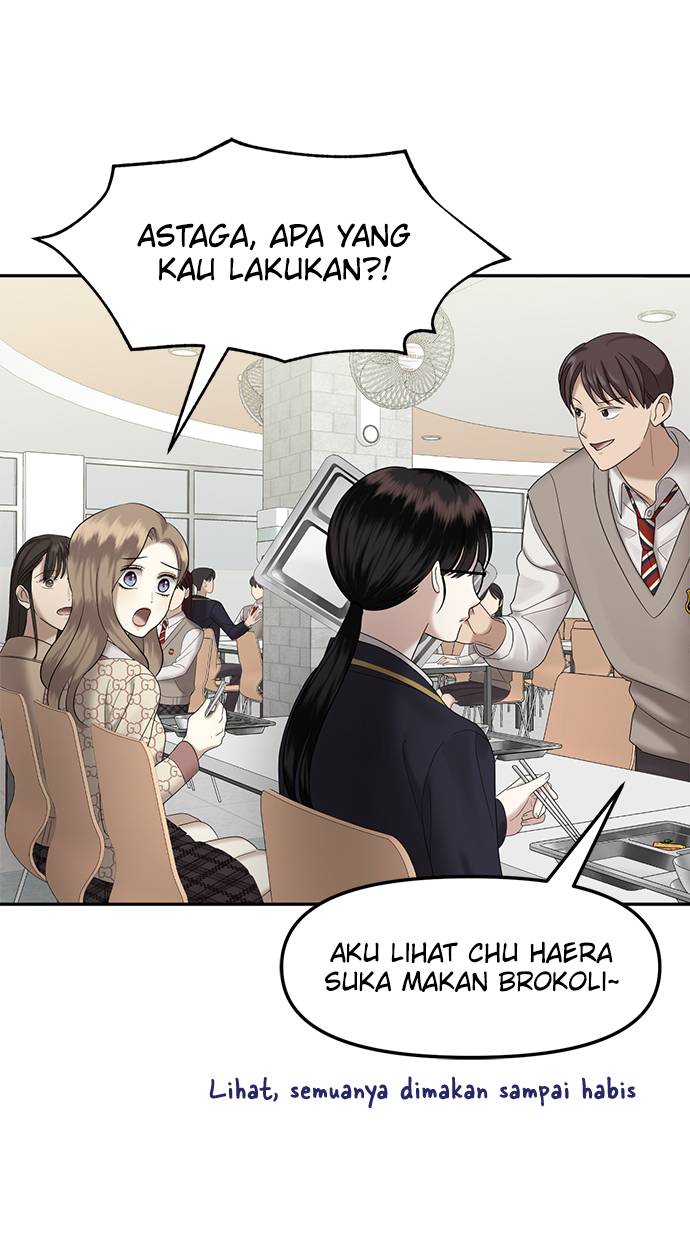 ASTAGA, APA YANG
KAU LAKUKAN?!
AKU LIHAT CHU HAERA
SUKA MAKAN BROKOLI~
Lihat, semuanya dimakan sampai habis